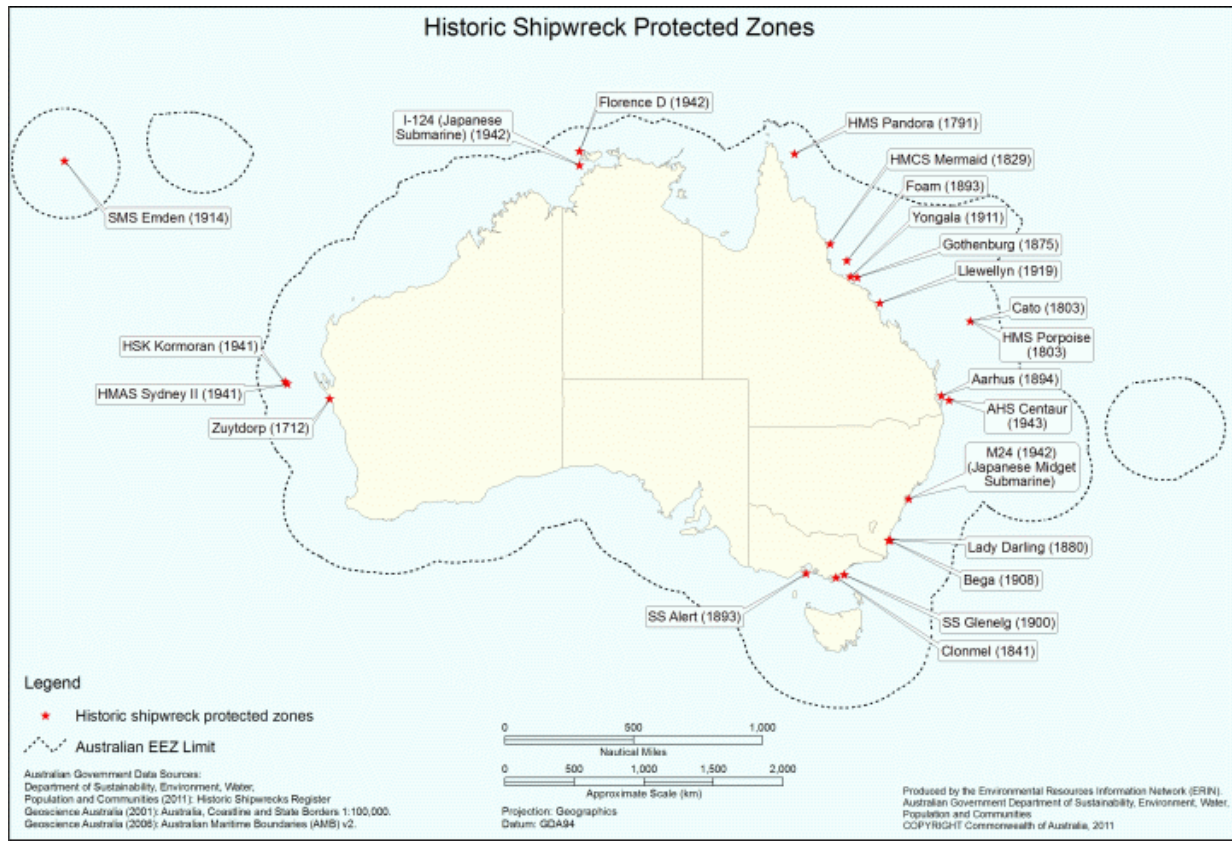 Historic Shipwreck Protected Zones
Florence D (1942)
I-124 (Japanese
Submarine) (1942)
HMS Pandora (1791)
HMCS Mermaid (1829)
Foam (1893)
Yongala (1911)
SMS Emden (1914)
Gothenburg (1875)
Llewellyn (1919)
Cato (1803)
HMS Porpoise
(1803)
HSK Kormoran (1941)
HMAS Sydney II (1941)
Zuytdorp (1712)
Aarhus (1894)
AHS Centaur
(1943)
M24 (1942)
(Japanese Midget
Submarine)
Lady Darling (1880)
Bega (1908)
SS Alert (1893)
SS Glenelg (1900)
Clonmel (1841)
Legend
Historic shipwreck protected zones
Australian EEZ Limit
Australian Government Data Sources:
Department of Sustainability, Environment, Water,
Population and Communities (2011): Historic Shipwrecks Register
Geoscience Australia (2001): Australia, Coastline and State Borders 1:100,000.
Geoscience Australia (2006): Australian Maritime Boundaries (AMB) v2.
0 500 1,000
Nautical Miles
0 500 1,000 1,500 2,000
Approximate Scale (km)
Projection: Geographics
Datum: GDA94
Produced by the Environmental Resources Information Network (ERIN).
Australian Government Department of Sustainability, Environment, Water,
Population and Communities
COPYRIGHT Commonwealth of Australia, 2011